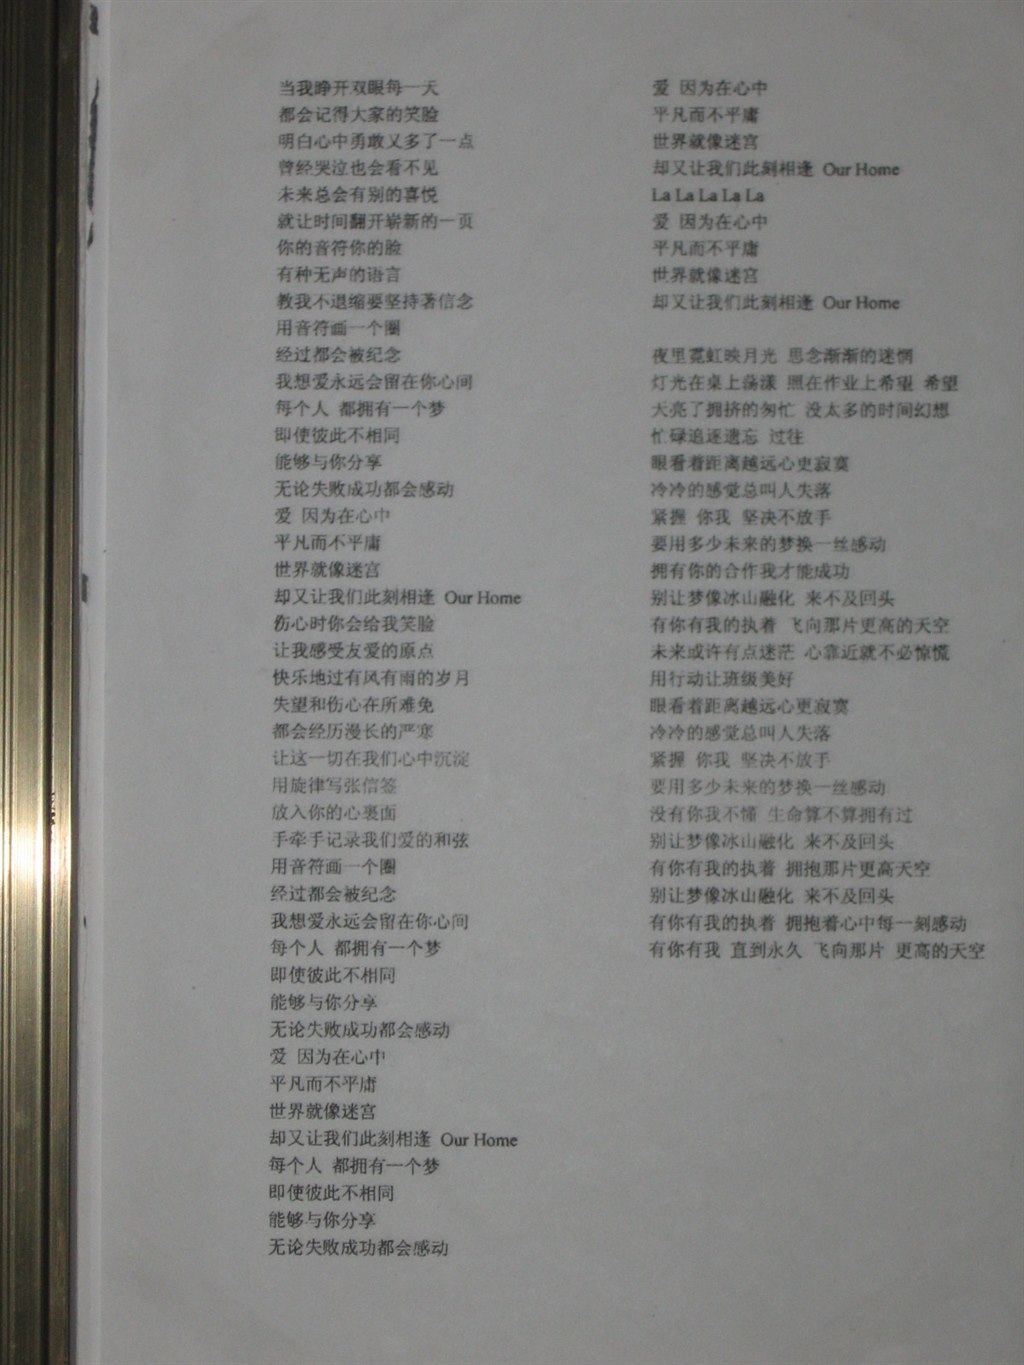 当我睁开双眼每一天
都会记得大家的笑脸
明白心中勇敢又多了一点
曾经哭泣也会看不见
未来总会有别的喜悦
就让时间翻开崭新的一页
你的音符你的脸
有种无声的语言
教我不退缩要坚持著信念
用音符画一个圈
经过都会被纪念
我想爱永远会留在你心间
每个人 都拥有一个梦
即使彼此不相同
能够与你分享
无论失败成功都会感动
爱 因为在心中
平凡而不平庸
世界就像迷宫
却又让我们此刻相逢 Our Home
伤心时你会给我笑脸
让我感受友爱的原点
快乐地过有风有雨的岁月
失望和伤心在所难免
都会经历漫长的严寒
让这一切在我们心中沉淀
用旋律写张信签
放入你的心裏面
手牵手记录我们爱的和弦
用音符画一个圈
经过都会被纪念
我想爱永远会留在你心间
每个人 都拥有一个梦
即使彼此不相同
能够与你分享
无论失败成功都会感动
爱 因为在心中
平凡而不平庸
世界就像迷宫
却又让我们此刻相逢 Our Home
每个人 都拥有一个梦
即使彼此不相同
能够与你分享
无论失败成功都会感动
爱 因为在心中
平凡而不平庸
世界就像迷宫
却又让我们此刻相逢 Our Home
La La La La La
爱 因为在心中
平凡而不平庸
世界就像迷宫
却又让我们此刻相逢 Our Home
夜里霓虹映月光 思念渐渐的迷惘
灯光在桌上荡漾 照在作业上希望 希望
天亮了拥挤的匆忙 没太多的时间幻想
忙碌追逐遗忘 过往
眼看着距离越远心更寂寞
冷冷的感觉总叫人失落
紧握 你我 坚决不放手
要用多少未来的梦换一丝感动
拥有你的合作我才能成功
别让梦像冰山融化 来不及回头
有你有我的执着 飞向那片更高的天空
未来或许有点迷茫 心靠近就不必惊慌
用行动让班级美好
眼看着距离越远心更寂寞
冷冷的感觉总叫人失落
紧握 你我 坚决不放手
要用多少未来的梦换一丝感动
没有你我不懂 生命算不算拥有过
别让梦像冰山融化 来不及回头
有你有我的执着 拥抱那片更高天空
别让梦像冰山融化 来不及回头
有你有我的执着 拥抱着心中每一刻感动
有你有我 直到永久 飞向那片 更高的天空